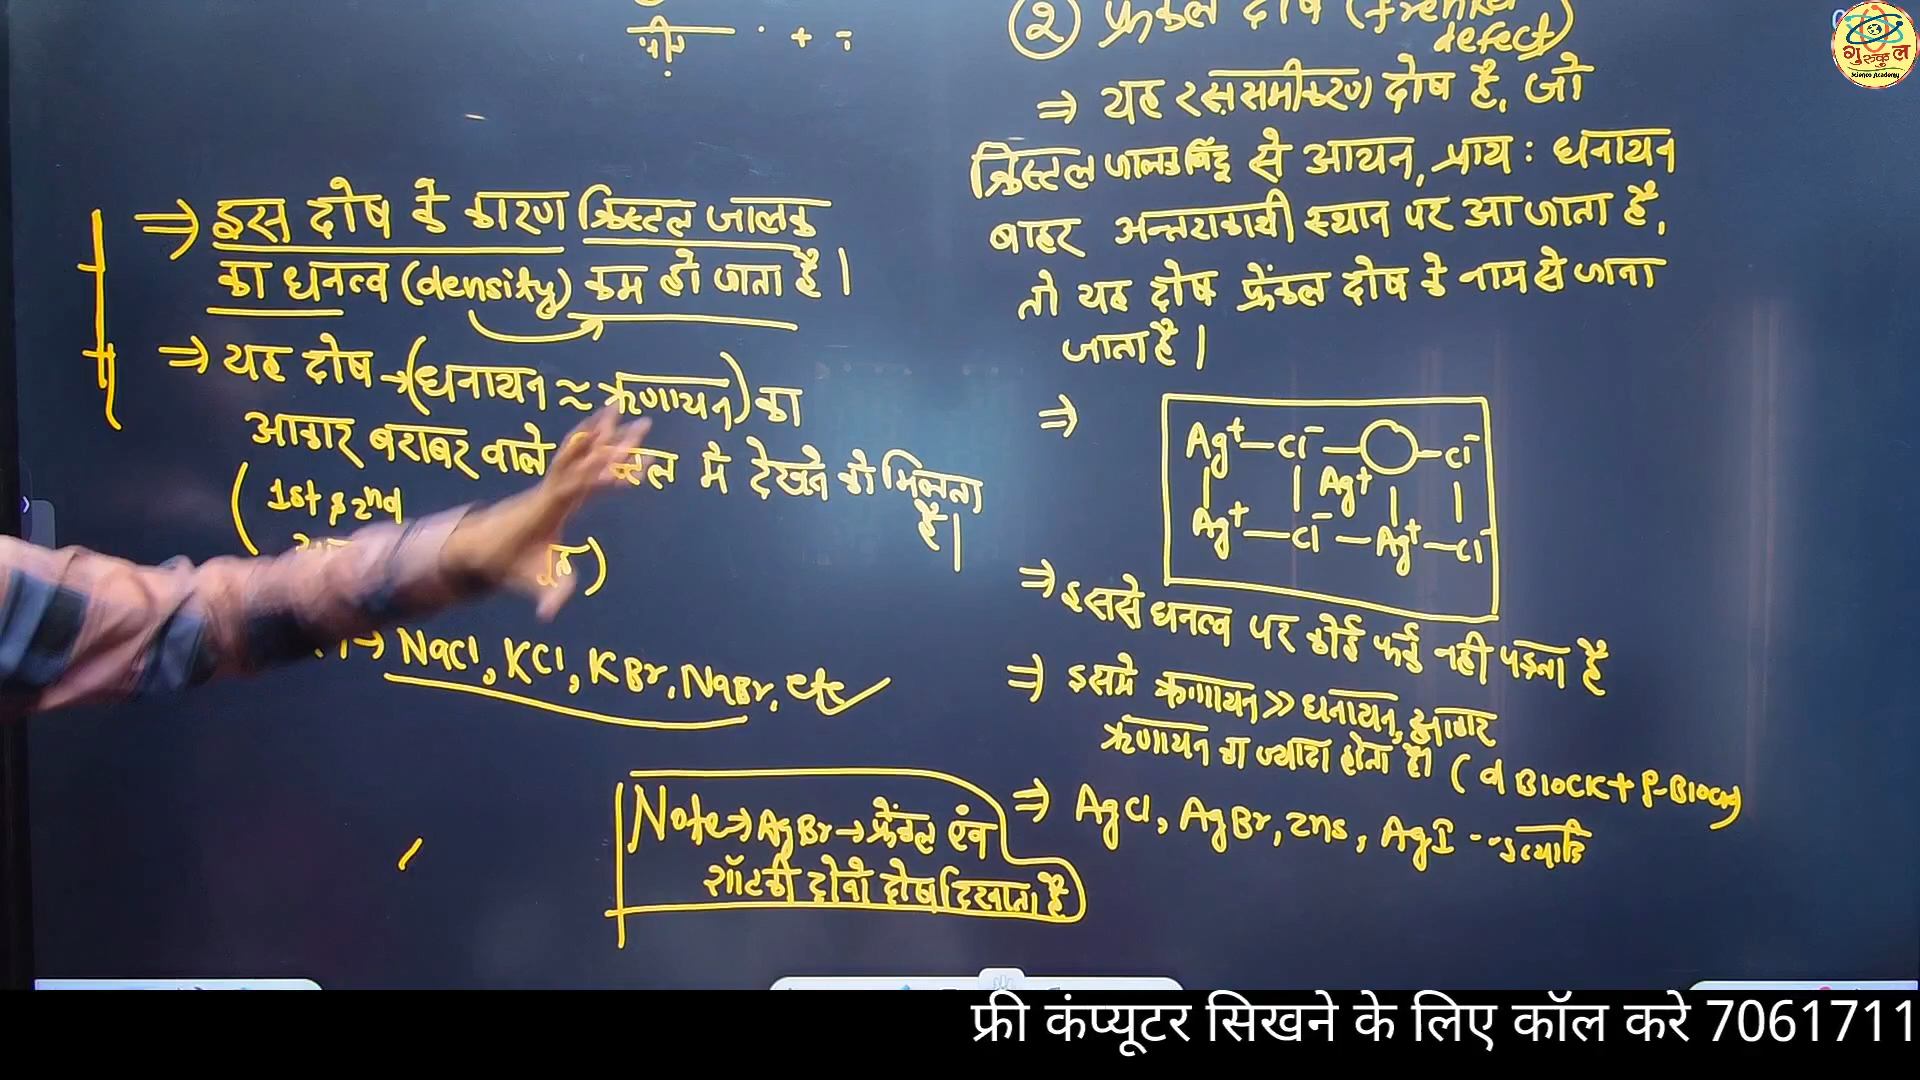 ⇒ इस दोष के कारण क्रिस्टल जालक
का घनत्व (density) कम हो जाता है।
⇒ यह दोष → (धनायन ≈ ऋणायन) का
आकार बराबर वाले में देखने को मिलता
है।
(1st & 2nd
→ NaCl, KCl, KBr, NaBr, etc
Note → AgBr → फ्रेंकल एंव
शॉटकी दोनो दोष दिखाता है
② फ्रेंकल दोष (frenkel
defect)
⇒ यह रससमीकरण दोष है, जो
क्रिस्टल जालक बिंदू से आयन, प्राय: धनायन
बाहर अन्तराकाशी स्थान पर आ जाता है,
तो यह दोष फ्रेंकल दोष के नाम से जाना
जाता है।
⇒
Ag⁺—Cl⁻—◯—Cl⁻
Ag⁺
Ag⁺—Cl⁻—Ag⁺—Cl⁻
⇒ इससे घनत्व पर कोई फर्क नही पड़ता है
⇒ इसमे ऋणायन >> धनायन, आकार
ऋणायन का ज्यादा होता है। (d Block + P-Block)
⇒ AgCl, AgBr, ZnS, AgI -- इत्यादि
गुरुकुल
Science Academy
फ्री कंप्यूटर सिखने के लिए कॉल करे 7061711